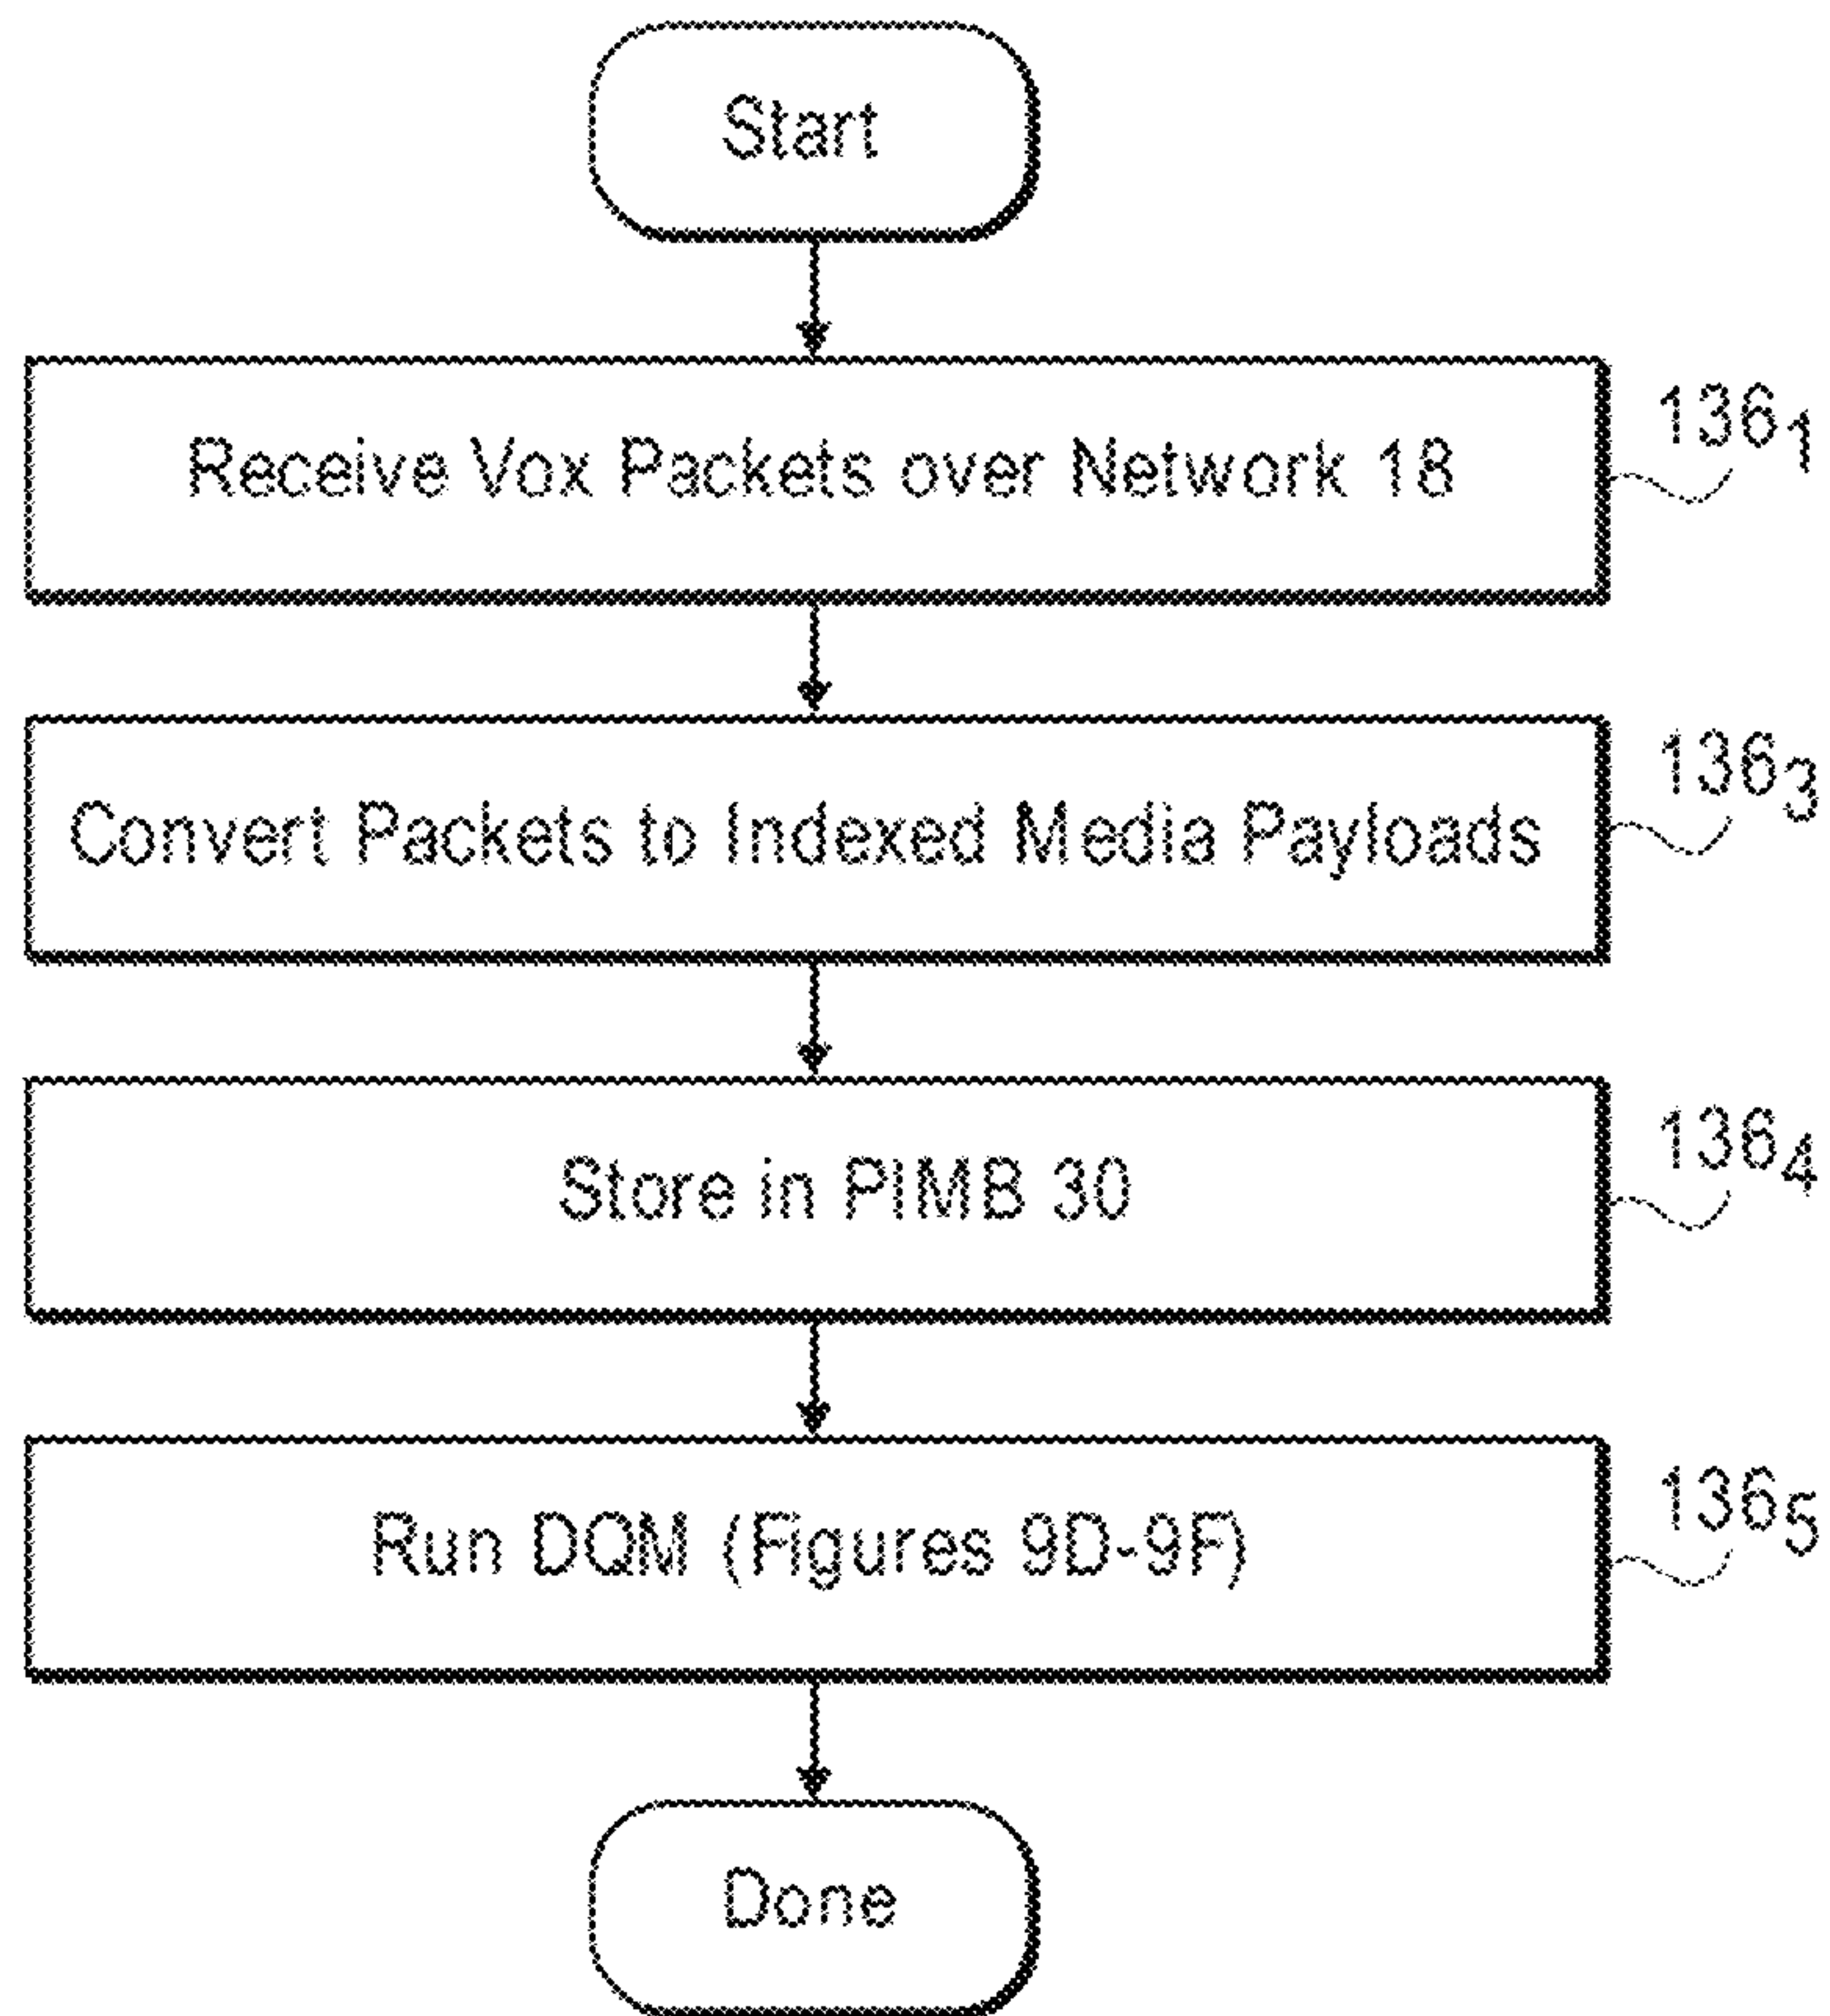 Start
Receive Vox Packets over Network 18
136₁
Convert Packets to Indexed Media Payloads
136₃
Store in PIMB 30
136₄
Run DQM (Figures 9D-9F)
136₅
Done